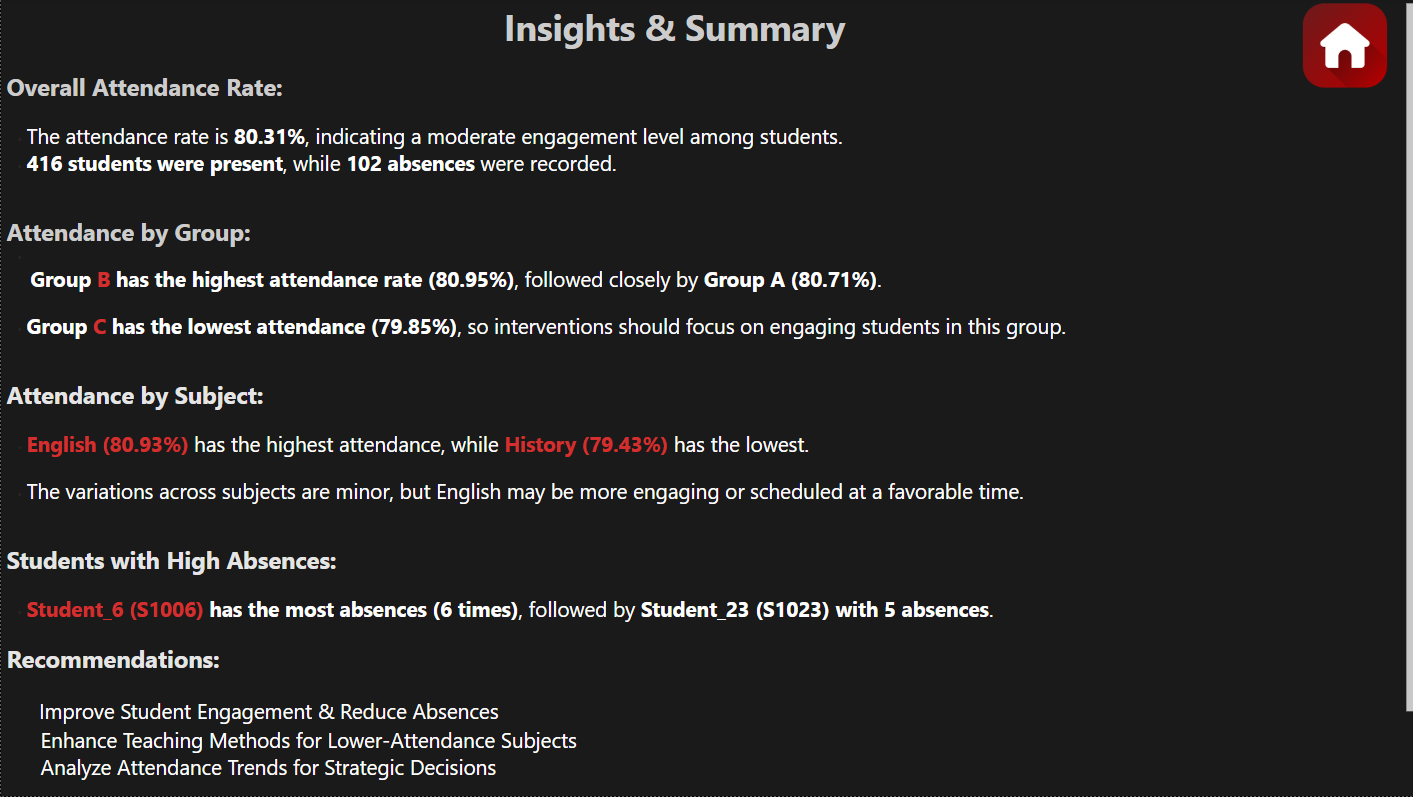 Insights & Summary
Overall Attendance Rate:
The attendance rate is 80.31%, indicating a moderate engagement level among students.
416 students were present, while 102 absences were recorded.
Attendance by Group:
Group B has the highest attendance rate (80.95%), followed closely by Group A (80.71%).
Group C has the lowest attendance (79.85%), so interventions should focus on engaging students in this group.
Attendance by Subject:
English (80.93%) has the highest attendance, while History (79.43%) has the lowest.
The variations across subjects are minor, but English may be more engaging or scheduled at a favorable time.
Students with High Absences:
Student_6 (S1006) has the most absences (6 times), followed by Student_23 (S1023) with 5 absences.
Recommendations:
Improve Student Engagement & Reduce Absences
Enhance Teaching Methods for Lower-Attendance Subjects
Analyze Attendance Trends for Strategic Decisions